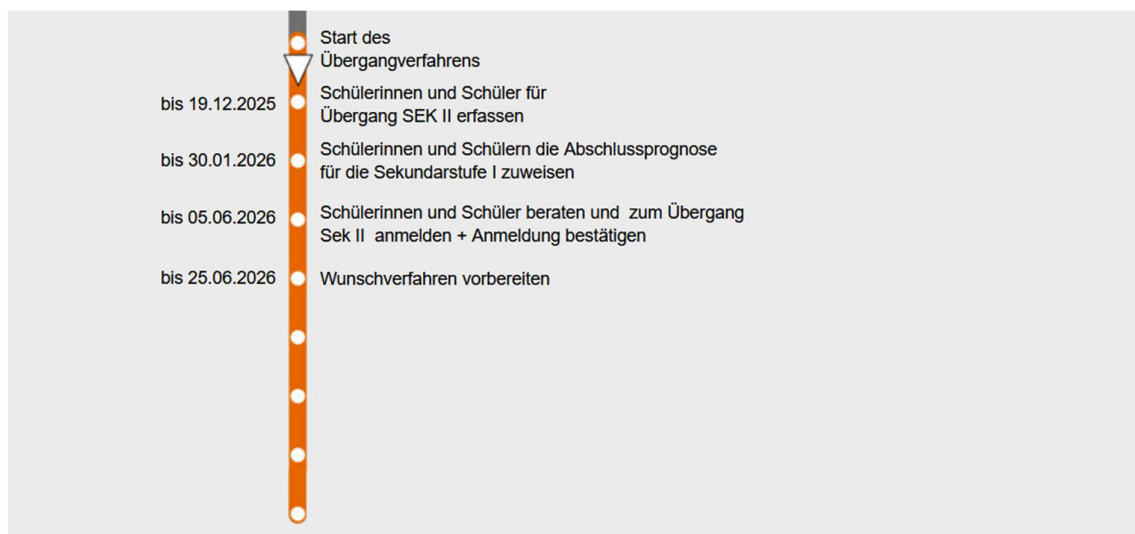 Start des
Übergangverfahrens
bis 19.12.2025
Schülerinnen und Schüler für
Übergang SEK II erfassen
bis 30.01.2026
Schülerinnen und Schülern die Abschlussprognose
für die Sekundarstufe I zuweisen
bis 05.06.2026
Schülerinnen und Schüler beraten und zum Übergang
Sek II anmelden + Anmeldung bestätigen
bis 25.06.2026
Wunschverfahren vorbereiten